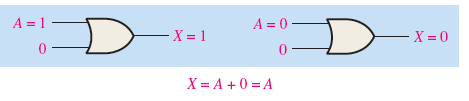 A = 1
0
X = 1
A = 0
0
X = 0
X = A + 0 = A